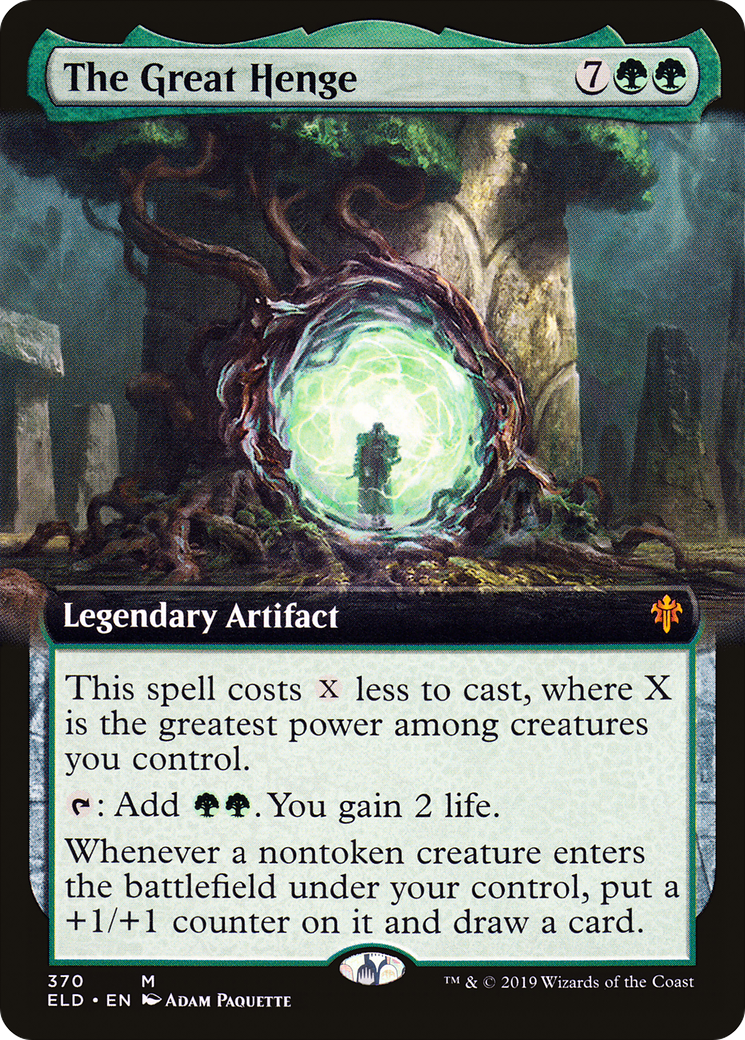 The Great Henge 7
Legendary Artifact
This spell costs X less to cast, where X
is the greatest power among creatures
you control.
: Add . You gain 2 life.
Whenever a nontoken creature enters
the battlefield under your control, put a
+1/+1 counter on it and draw a card.
370 M
ELD • EN Adam Paquette
™ & © 2019 Wizards of the Coast